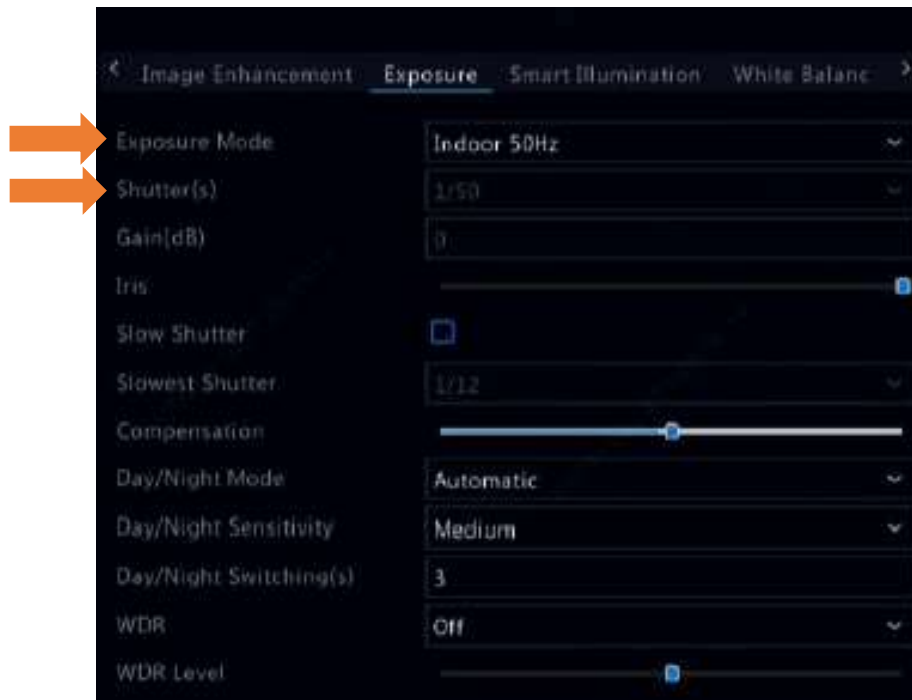 Image Enhancement Exposure Smart Illumination White Balanc
Exposure Mode Indoor 50Hz
Shutter(s) 1/50
Gain(dB) 0
Iris
Slow Shutter
Slowest Shutter 1/12
Compensation
Day/Night Mode Automatic
Day/Night Sensitivity Medium
Day/Night Switching(s) 3
WDR Off
WDR Level